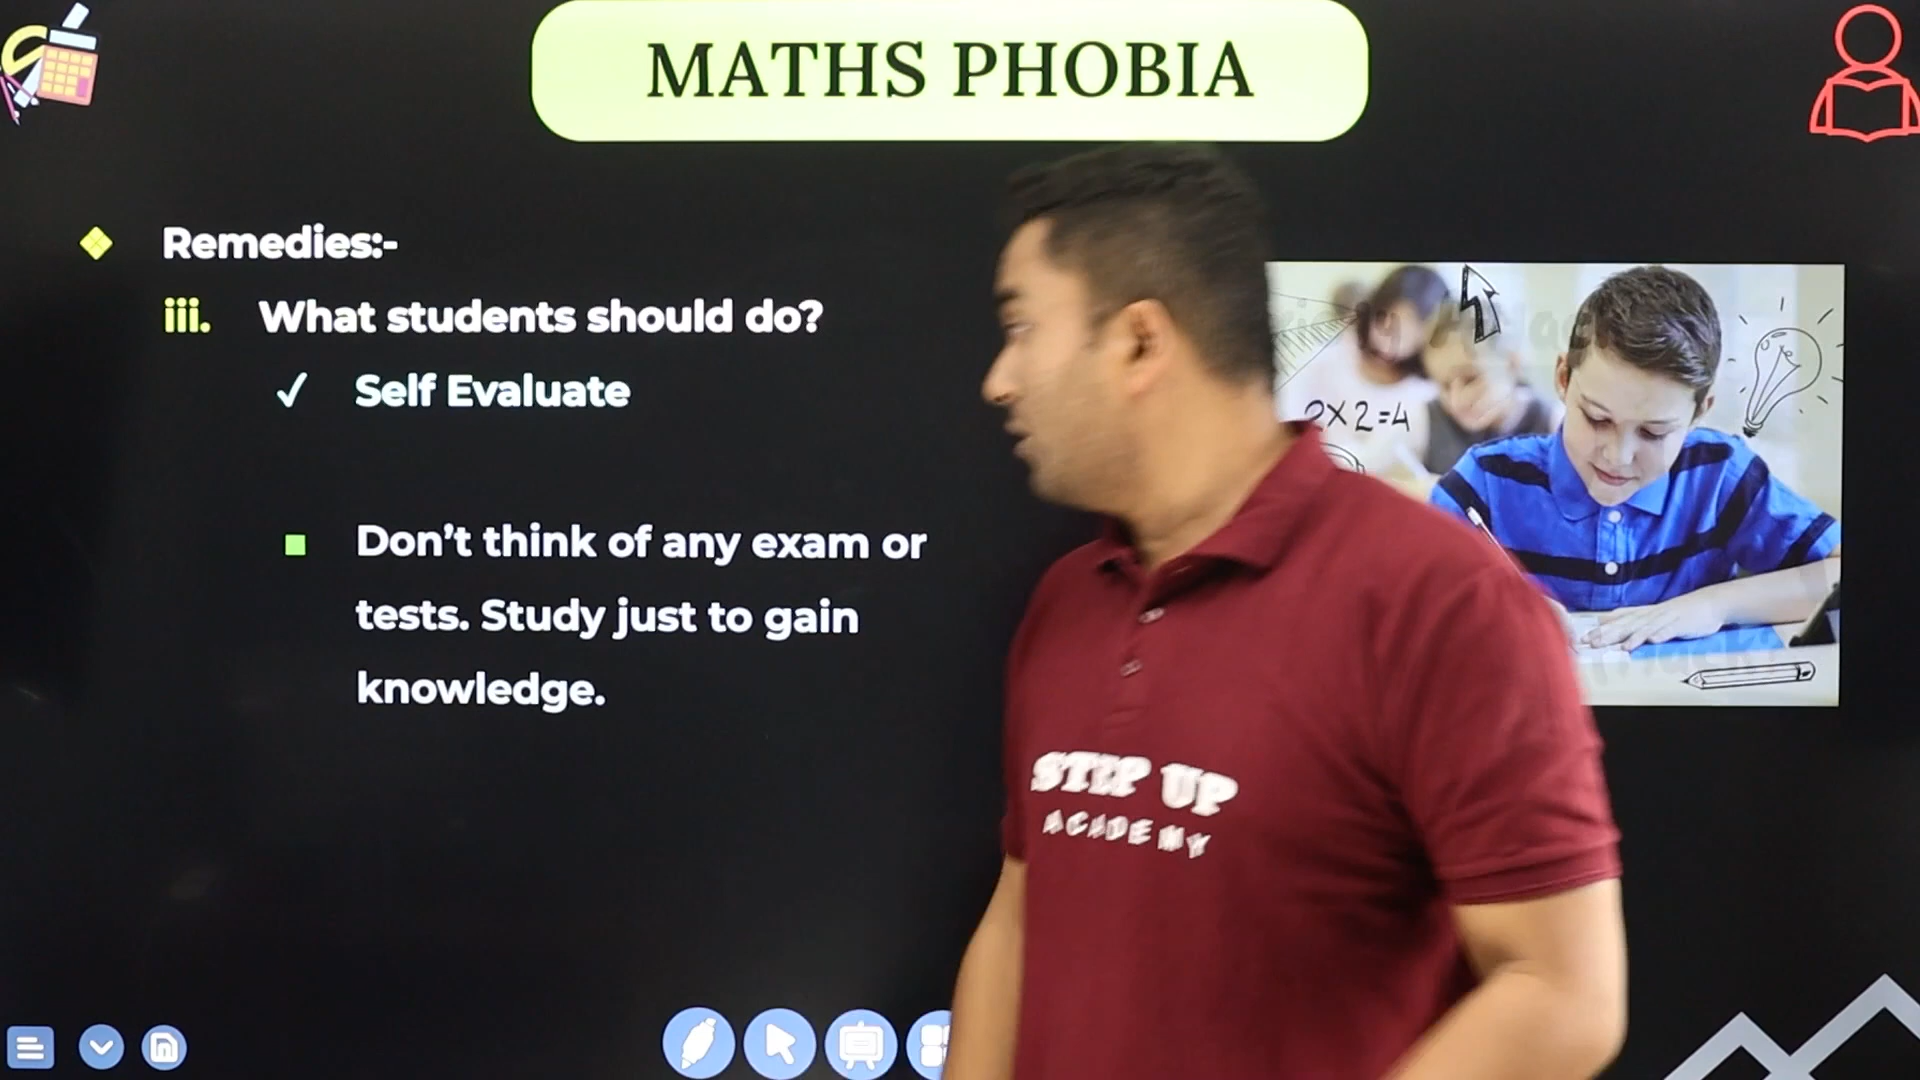 MATHS PHOBIA
Remedies:-
iii. What students should do?
✓ Self Evaluate
2×2=4
Don't think of any exam or
tests. Study just to gain
knowledge.
STEP UP
ACADEMY